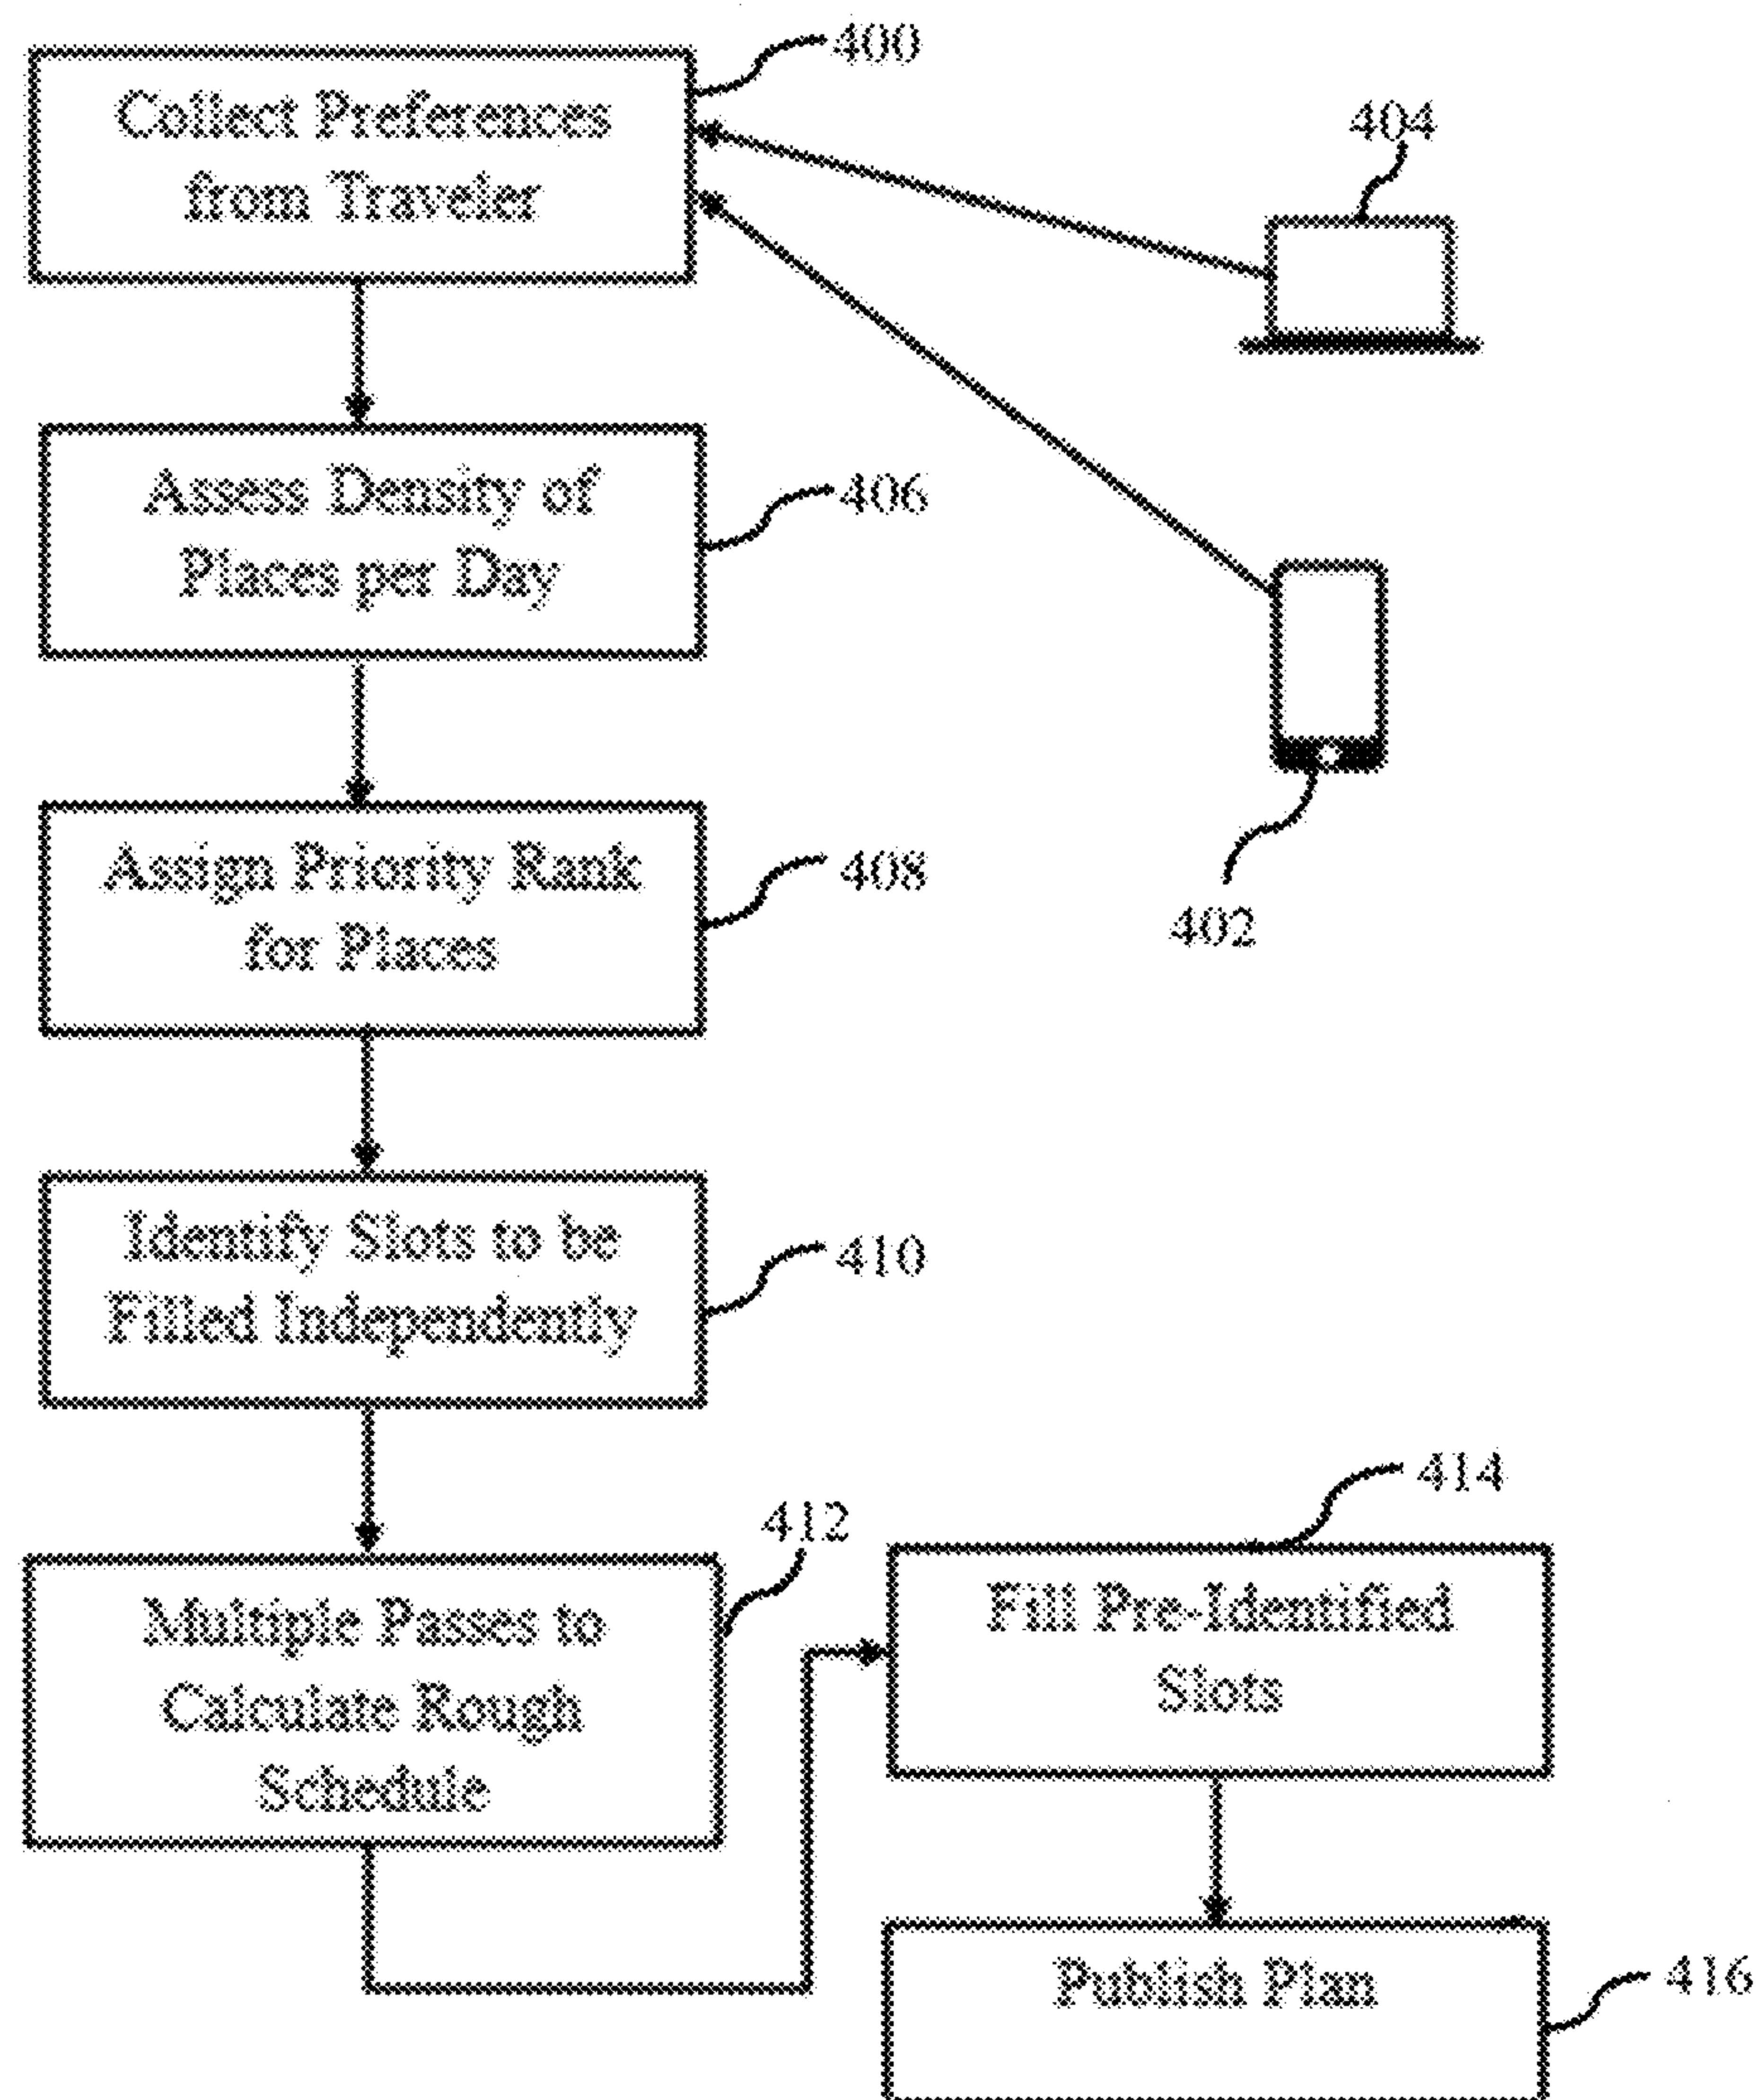 400
Collect Preferences
from Traveler
404
Assess Density of
Places per Day
406
Assign Priority Rank
for Places
408
402
Identify Slots to be
Filled Independently
410
412
Multiple Passes to
Calculate Rough
Schedule
414
Fill Pre-Identified
Slots
Publish Plan
416